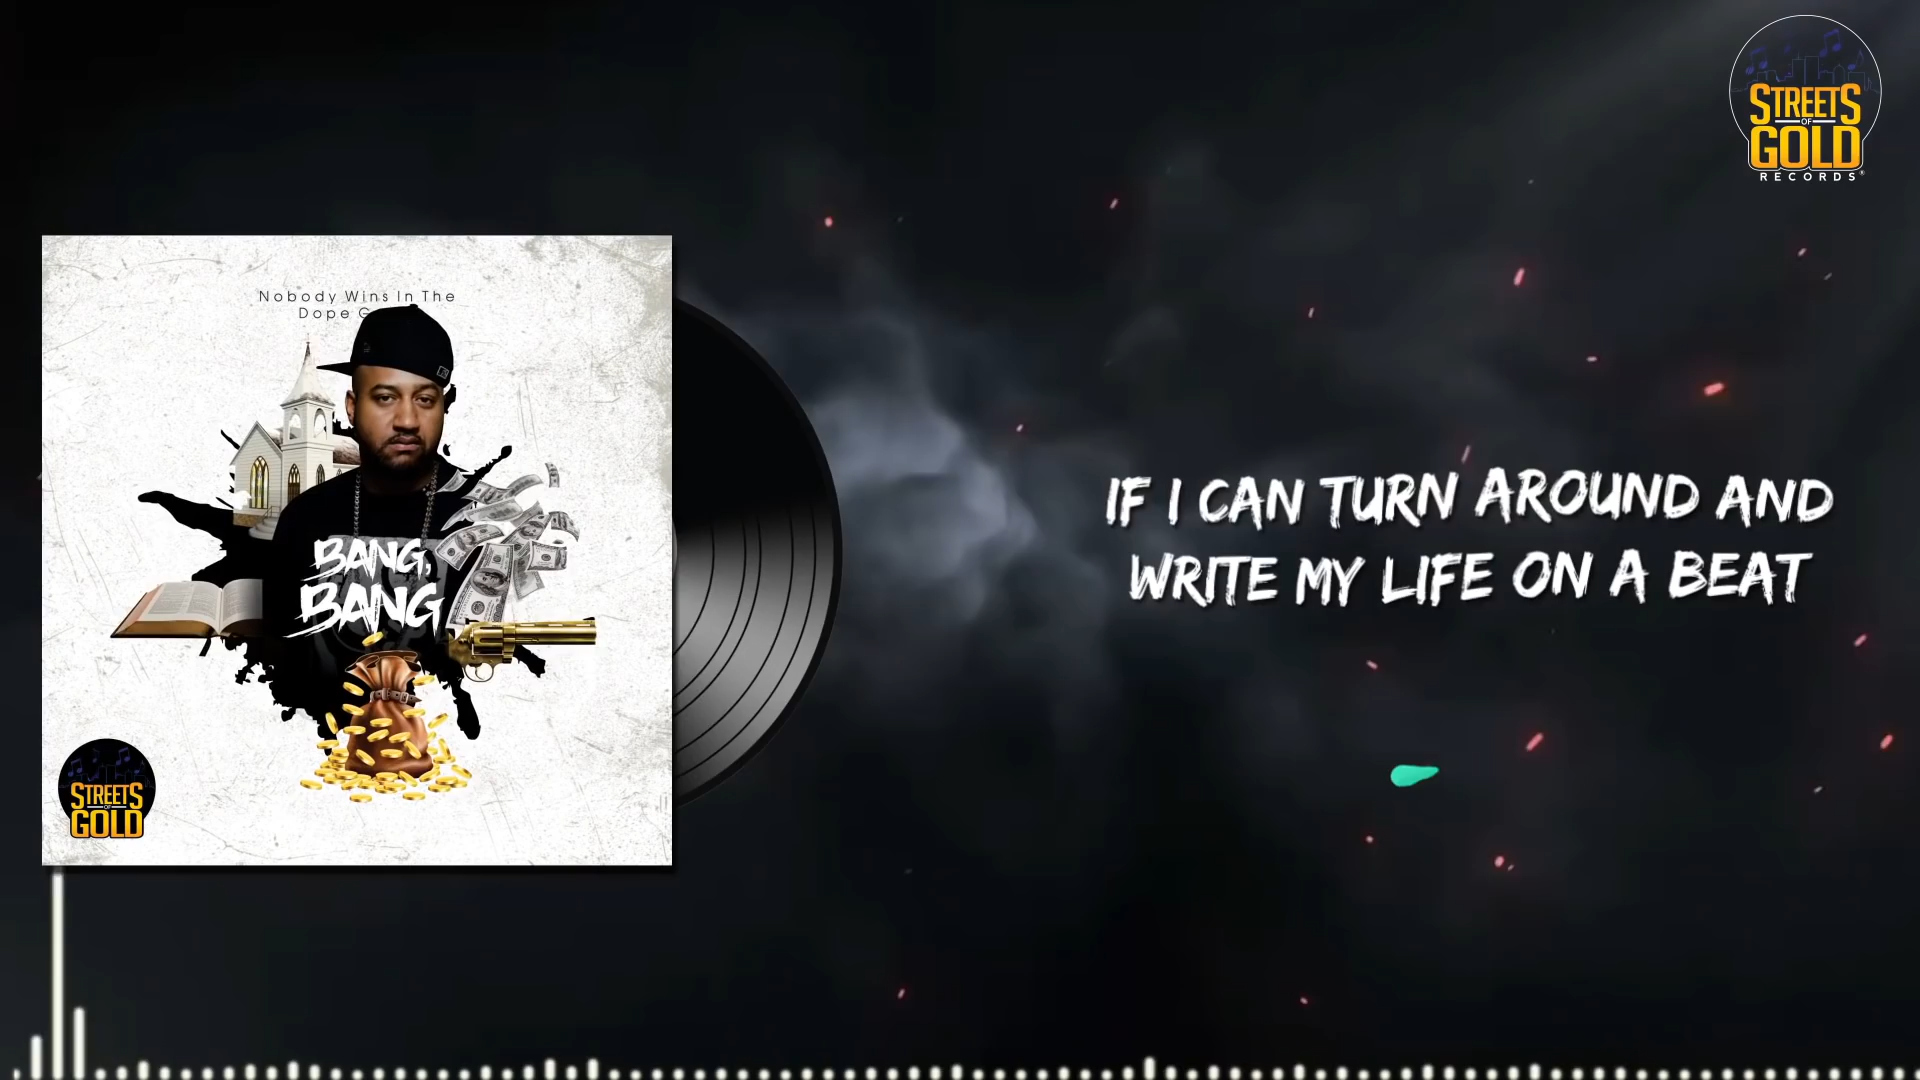 STREETS
OF
GOLD
RECORDS®
Nobody Wins In The
Dope
BANG,
BANG
STREETS
OF
GOLD
IF I CAN TURN AROUND AND
WRITE MY LIFE ON A BEAT